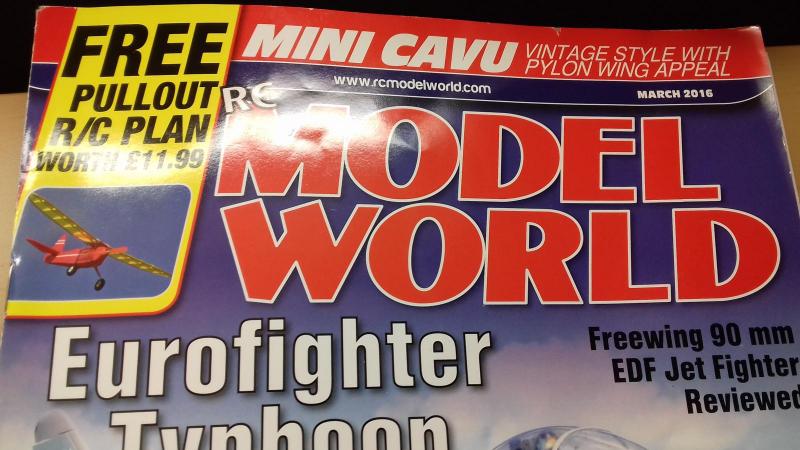 FREE
PULLOUT
R/C PLAN
WORTH £11.99
MINI CAVU
VINTAGE STYLE WITH
PYLON WING APPEAL
www.rcmodelworld.com
MARCH 2016
RC
MODEL
WORLD
Eurofighter
Typhoon
Freewing 90 mm
EDF Jet Fighter
Reviewed